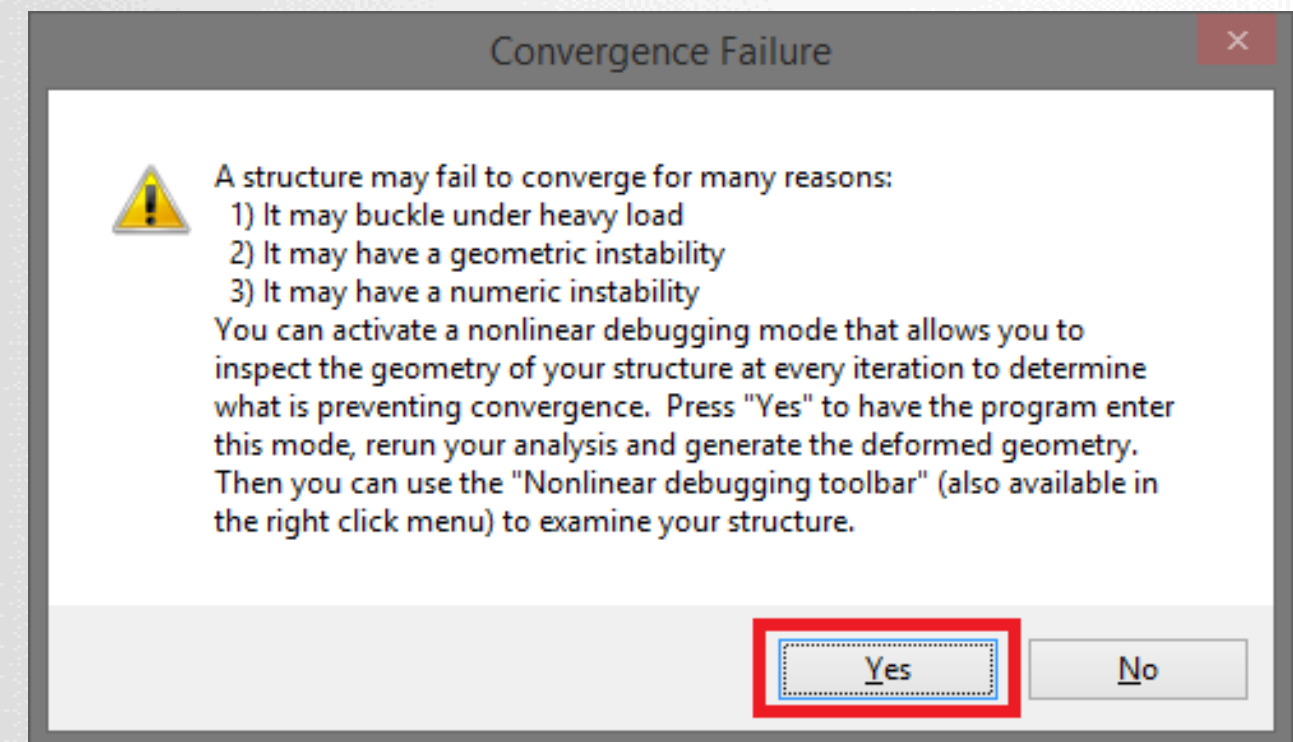 Convergence Failure
A structure may fail to converge for many reasons:
1) It may buckle under heavy load
2) It may have a geometric instability
3) It may have a numeric instability
You can activate a nonlinear debugging mode that allows you to
inspect the geometry of your structure at every iteration to determine
what is preventing convergence.  Press "Yes" to have the program enter
this mode, rerun your analysis and generate the deformed geometry.
Then you can use the "Nonlinear debugging toolbar" (also available in
the right click menu) to examine your structure.
Yes
No